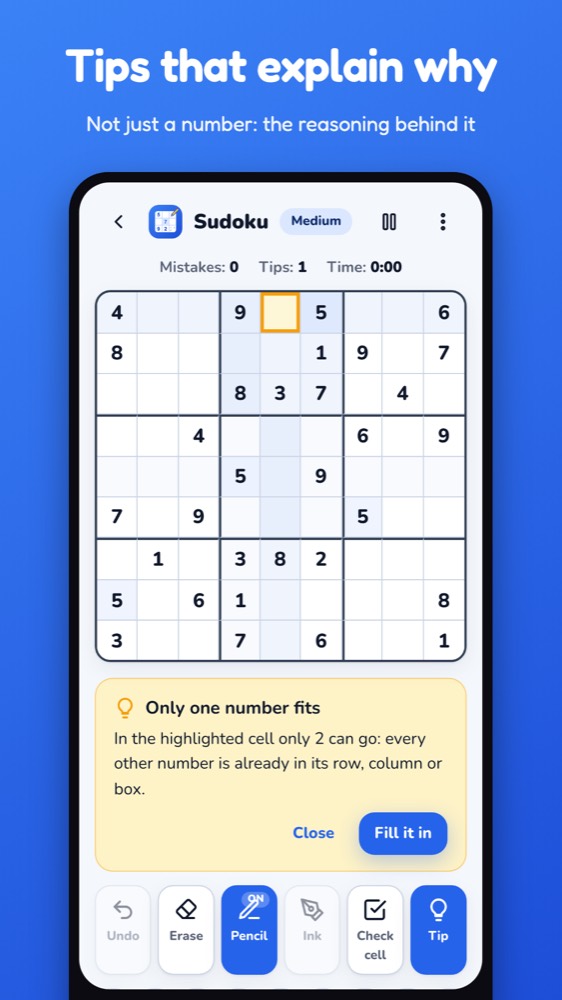 Tips that explain why
Not just a number: the reasoning behind it
Sudoku Medium
Mistakes: 0 Tips: 1 Time: 0:00
4 9 5 6
8 1 9 7
8 3 7 4
4 6 9
5 9
7 9 5
1 3 8 2
5 6 1 8
3 7 6 1
Only one number fits
In the highlighted cell only 2 can go: every
other number is already in its row, column or
box.
Close Fill it in
ON
Undo Erase Pencil Ink Check cell Tip